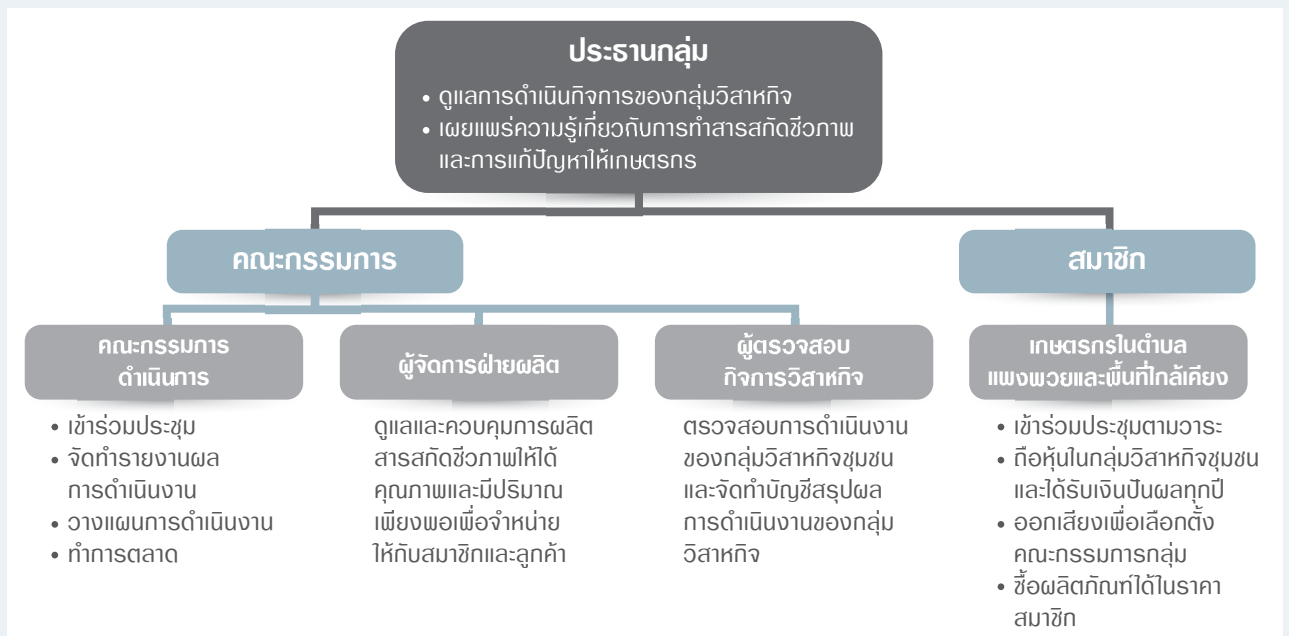 ประธานกลุ่ม
• ดูแลการดำเนินกิจการของกลุ่มวิสาหกิจ
• เผยแพร่ความรู้เกี่ยวกับการทำสารสกัดชีวภาพ
และการแก้ปัญหาให้เกษตรกร
คณะกรรมการ
สมาชิก
คณะกรรมการ
ดำเนินการ
• เข้าร่วมประชุม
• จัดทำรายงานผล
การดำเนินงาน
• วางแผนการดำเนินงาน
• ทำการตลาด
ผู้จัดการฝ่ายผลิต
ดูแลและควบคุมการผลิต
สารสกัดชีวภาพให้ได้
คุณภาพและมีปริมาณ
เพียงพอเพื่อจำหน่าย
ให้กับสมาชิกและลูกค้า
ผู้ตรวจสอบ
กิจการวิสาหกิจ
ตรวจสอบการดำเนินงาน
ของกลุ่มวิสาหกิจชุมชน
และจัดทำบัญชีสรุปผล
การดำเนินงานของกลุ่ม
วิสาหกิจ
เกษตรกรในตำบล
แพงพวยและพื้นที่ใกล้เคียง
• เข้าร่วมประชุมตามวาระ
• ถือหุ้นในกลุ่มวิสาหกิจชุมชน
และได้รับเงินปันผลทุกปี
• ออกเสียงเพื่อเลือกตั้ง
คณะกรรมการกลุ่ม
• ซื้อผลิตภัณฑ์ได้ในราคา
สมาชิก